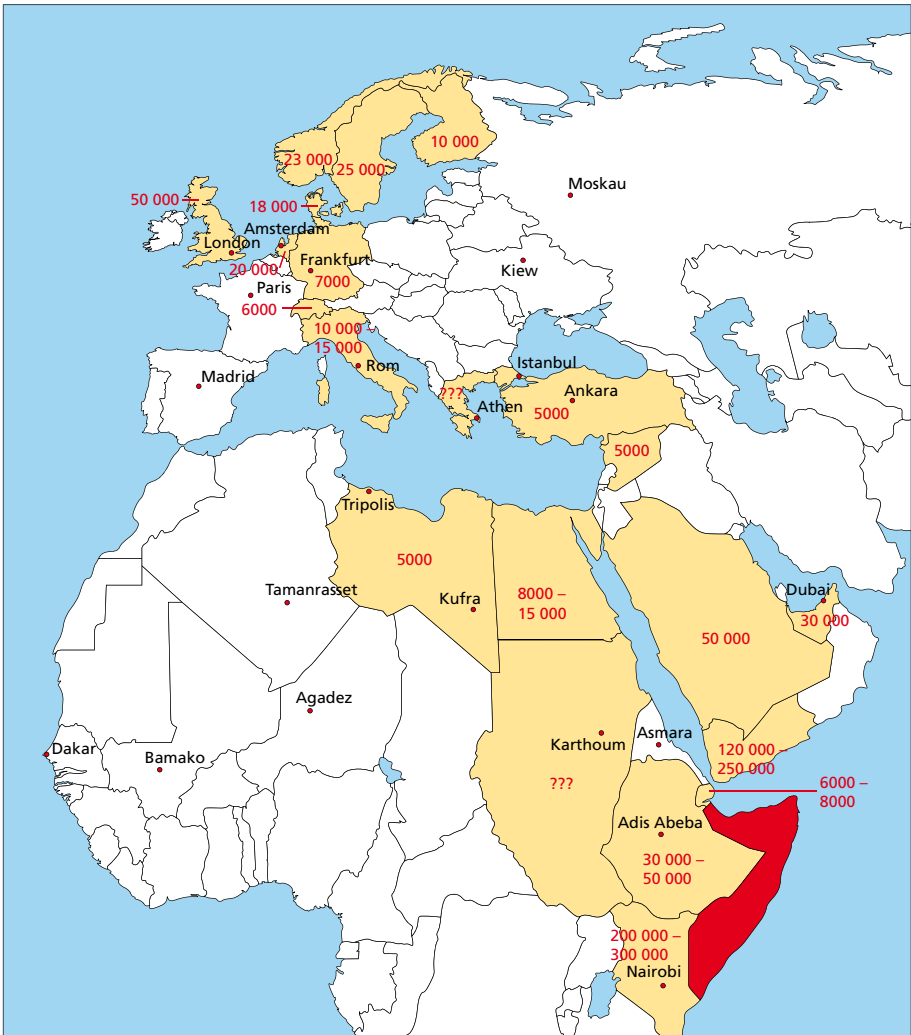 10 000
23 000
25 000
Moskau
50 000
18 000
Amsterdam
London
20 000
Frankfurt
7000
Kiew
Paris
6000
10 000 –
15 000
Rom
Madrid
Istanbul
Ankara
???
Athen
5000
5000
Tripolis
5000
Tamanrasset
Kufra
8000 –
15 000
Dubai
30 000
50 000
Agadez
Karthoum
Asmara
Dakar
Bamako
120 000 –
250 000
???
6000 –
8000
Adis Abeba
30 000 –
50 000
200 000 –
300 000
Nairobi